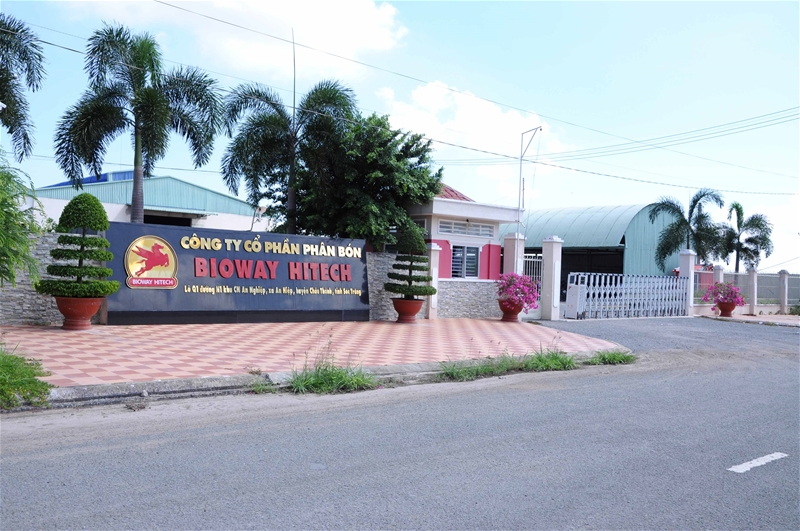 CÔNG TY CỔ PHẦN PHÂN BÓN
BIOWAY HITECH
BIOWAY HITECH
Lô Q1 đường N1 khu CN An Nghiệp, xã An Hiệp, huyện Châu Thành, tỉnh Sóc Trăng